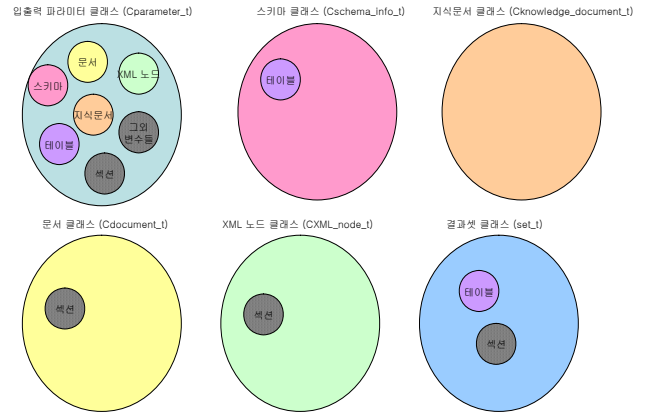 입출력 파라미터 클래스 (Cparameter_t)
스키마 클래스 (Cschema_info_t)
지식문서 클래스 (Cknowledge_document_t)
문서
XML 노드
스키마
지식문서
그외
변수들
테이블
섹션
테이블
문서 클래스 (Cdocument_t)
XML 노드 클래스 (CXML_node_t)
결과셋 클래스 (set_t)
섹션
섹션
테이블
섹션